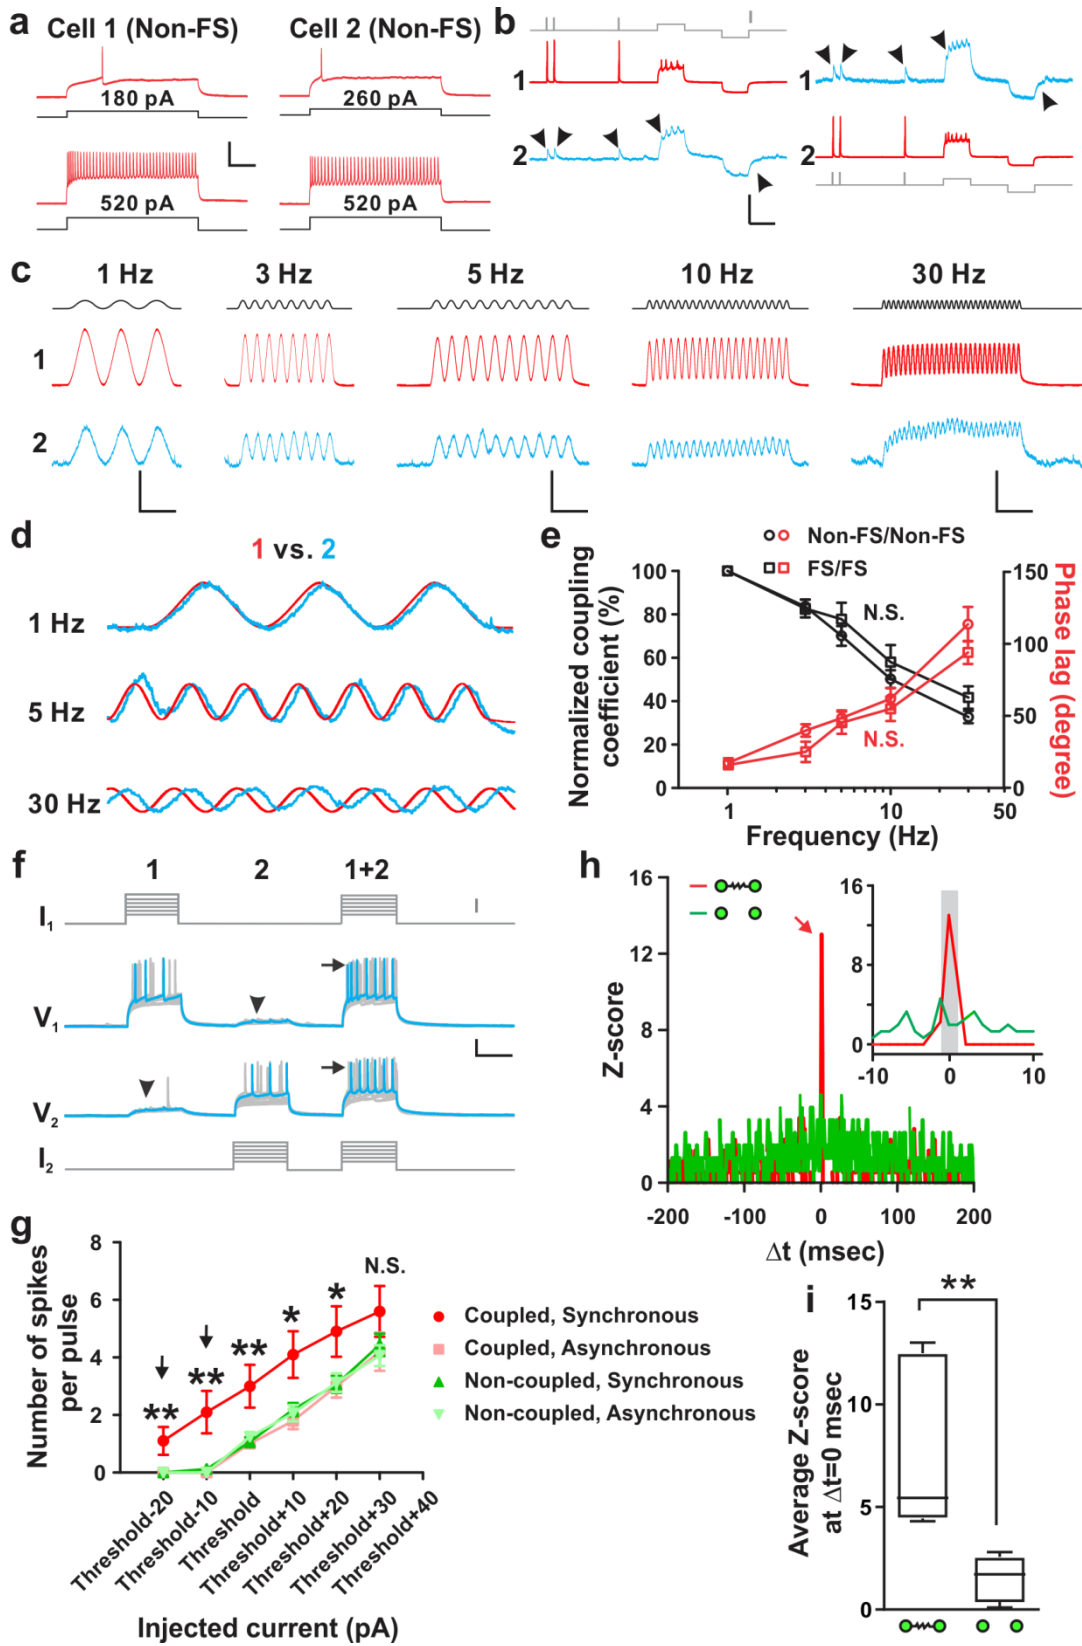 a
Cell 1 (Non-FS)
Cell 2 (Non-FS)
180 pA
260 pA
520 pA
520 pA
b
1
2
1
2
c
1 Hz
3 Hz
5 Hz
10 Hz
30 Hz
1
2
d
1 vs. 2
1 Hz
5 Hz
30 Hz
e
Non-FS/Non-FS
FS/FS
Normalized coupling
coefficient (%)
100
80
60
40
20
0
N.S.
N.S.
150
100
50
0
Phase lag (degree)
1
10
50
Frequency (Hz)
f
1
2
1+2
I1
V1
V2
I2
g
Number of spikes
per pulse
8
6
4
2
0
**
**
**
*
*
N.S.
Coupled, Synchronous
Coupled, Asynchronous
Non-coupled, Synchronous
Non-coupled, Asynchronous
Threshold-20
Threshold-10
Threshold
Threshold+10
Threshold+20
Threshold+30
Threshold+40
Injected current (pA)
h
Z-score
16
12
8
4
0
-200
-100
0
100
200
Δt (msec)
16
12
8
4
0
-10
0
10
i
**
Average Z-score
at Δt=0 msec
15
10
5
0